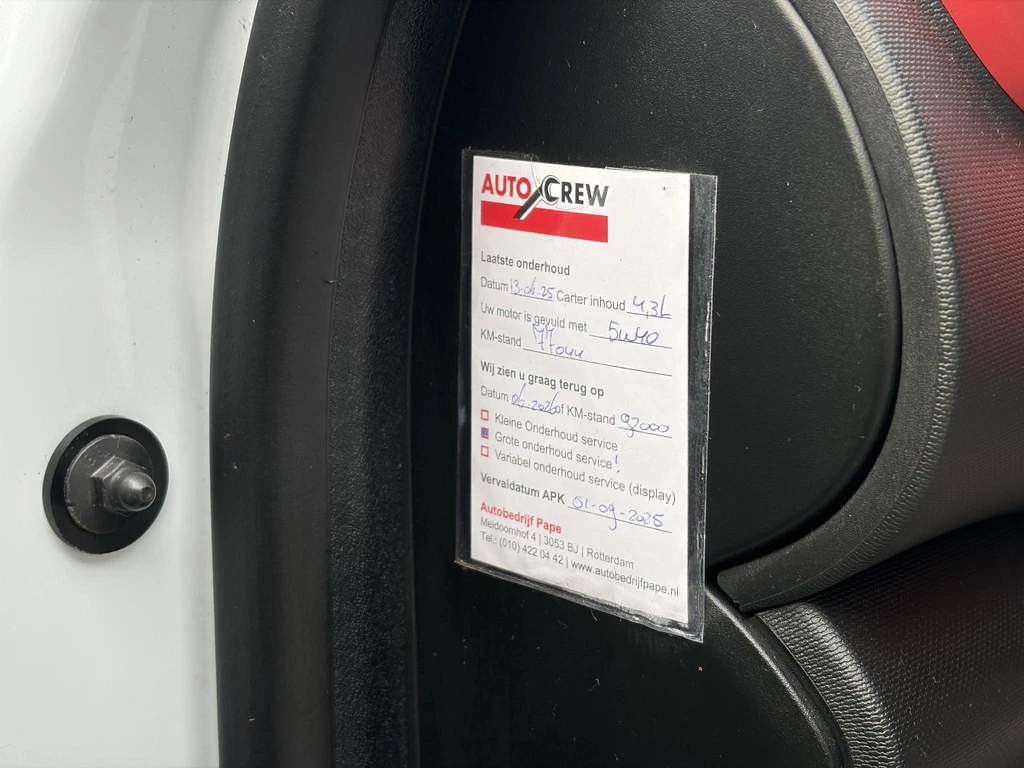 AUTO CREW
Laatste onderhoud
Datum 13-06-25 Carter inhoud 4,3L
Uw motor is gevuld met 5w40
KM-stand 77044
Wij zien u graag terug op
Datum 06-2026 of KM-stand 92000
Kleine Onderhoud service
Grote onderhoud service!
Variabel onderhoud service (display)
Vervaldatum APK 01-09-2025
Autobedrijf Pape
Meidoornhof 4 | 3053 BJ | Rotterdam
Tel.: (010) 422 04 42 | www.autobedrijfpape.nl